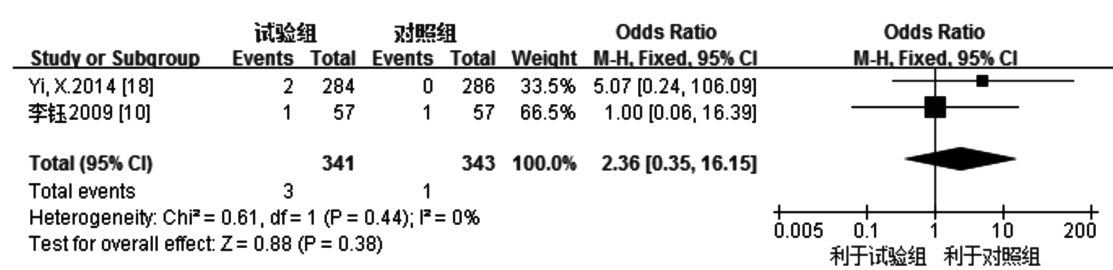 试验组 对照组 Odds Ratio Odds Ratio
Study or Subgroup Events Total Events Total Weight M-H, Fixed, 95% CI M-H, Fixed, 95% CI
Yi, X.2014 [18] 2 284 0 286 33.5% 5.07 [0.24, 106.09]
李钰2009 [10] 1 57 1 57 66.5% 1.00 [0.06, 16.39]
Total (95% CI) 341 343 100.0% 2.36 [0.35, 16.15]
Total events 3 1
Heterogeneity: Chi² = 0.61, df = 1 (P = 0.44); I² = 0%
Test for overall effect: Z = 0.88 (P = 0.38)
0.005 0.1 1 10 200
利于试验组 利于对照组